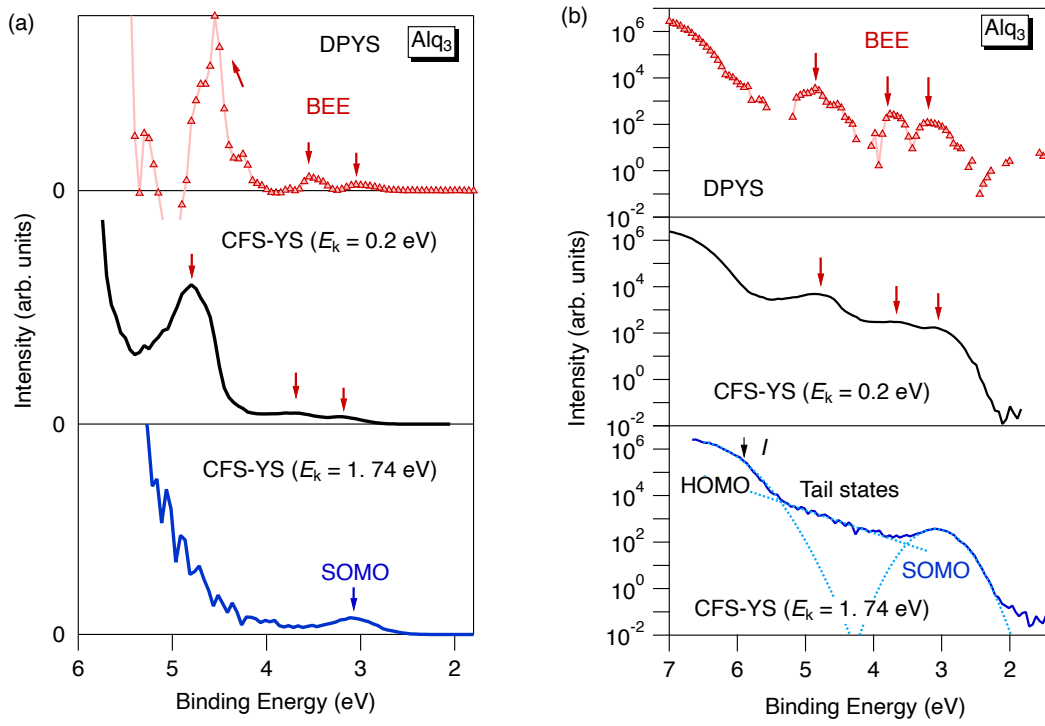 (a)
DPYS
Alq3
BEE
0
CFS-YS (Ek = 0.2 eV)
0
CFS-YS (Ek = 1. 74 eV)
SOMO
0
6 5 4 3 2
Binding Energy (eV)
Intensity (arb. units)
(b)
Alq3
BEE
DPYS
10^6
10^4
10^2
10^0
10^-2
CFS-YS (Ek = 0.2 eV)
10^6
10^4
10^2
10^0
10^-2
I
HOMO
Tail states
SOMO
CFS-YS (Ek = 1. 74 eV)
10^6
10^4
10^2
10^0
10^-2
7 6 5 4 3 2
Binding Energy (eV)
Intensity (arb. units)